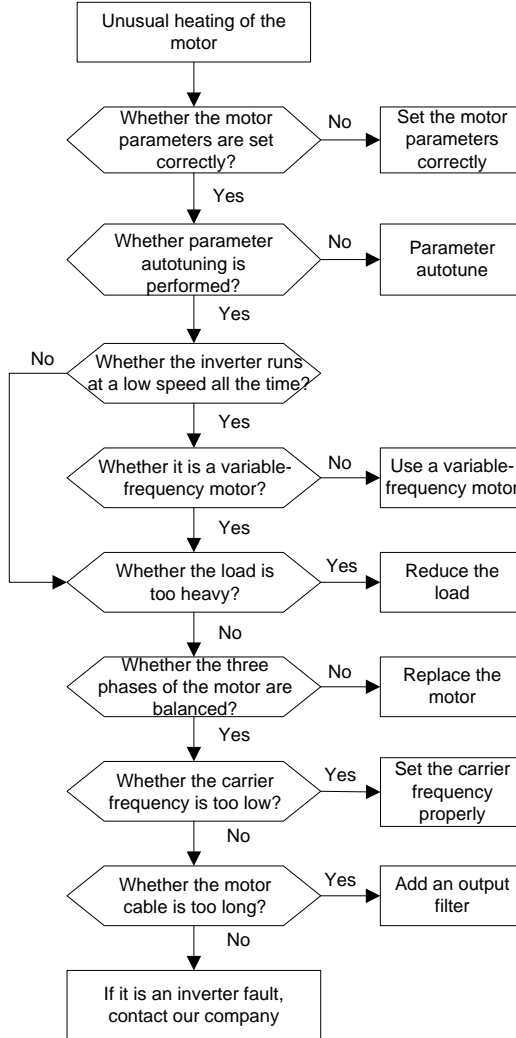 Unusual heating of the
motor
Whether the motor
parameters are set
correctly?
No
Set the motor
parameters
correctly
Yes
Whether parameter
autotuning is
performed?
No
Parameter
autotune
Yes
No
Whether the inverter runs
at a low speed all the time?
Yes
Whether it is a variable-
frequency motor?
No
Use a variable-
frequency motor
Yes
Whether the load is
too heavy?
Yes
Reduce the
load
No
Whether the three
phases of the motor are
balanced?
No
Replace the
motor
Yes
Whether the carrier
frequency is too low?
Yes
Set the carrier
frequency
properly
No
Whether the motor
cable is too long?
Yes
Add an output
filter
No
If it is an inverter fault,
contact our company